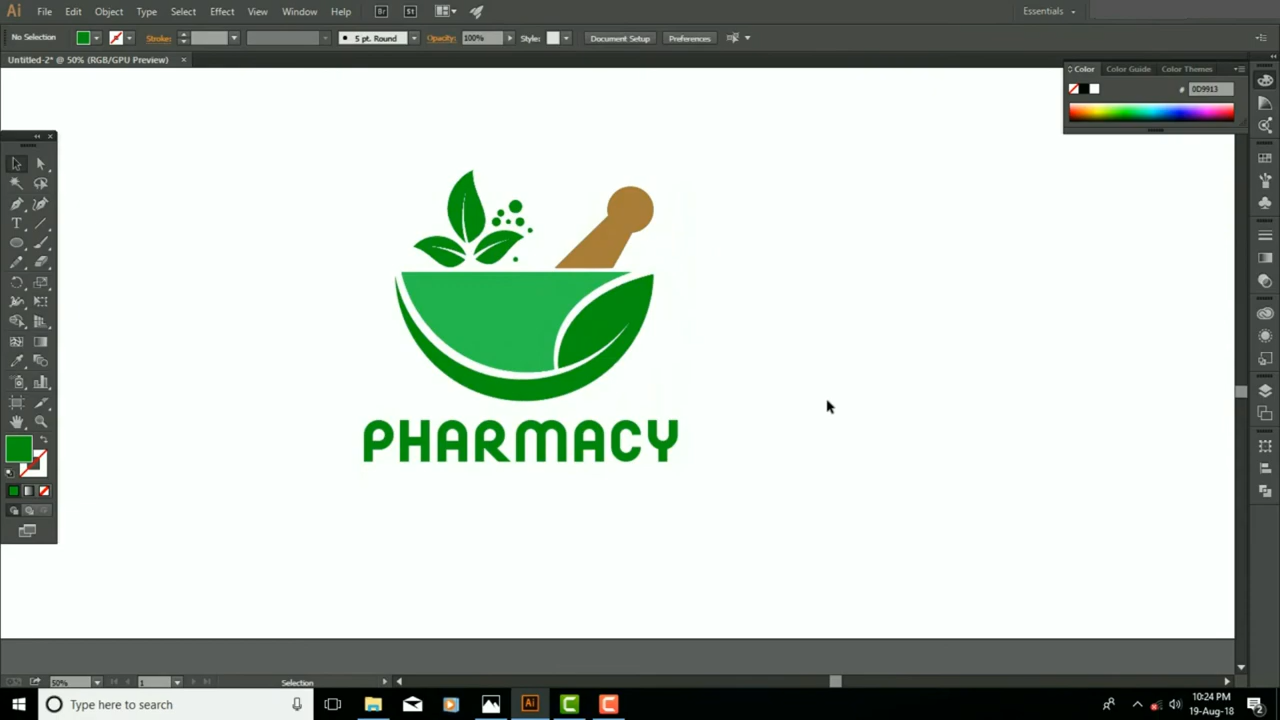 Ai File Edit Object Type Select Effect View Window Help Br St Essentials
No Selection Stroke: 5 pt. Round Opacity: 100% Style: Document Setup Preferences
Untitled-2* @ 50% (RGB/GPU Preview) ×
Color Color Guide Color Themes
# 0D9913
PHARMACY
50% 1 Selection
Type here to search Ai C C 10:24 PM
19-Aug-18 2